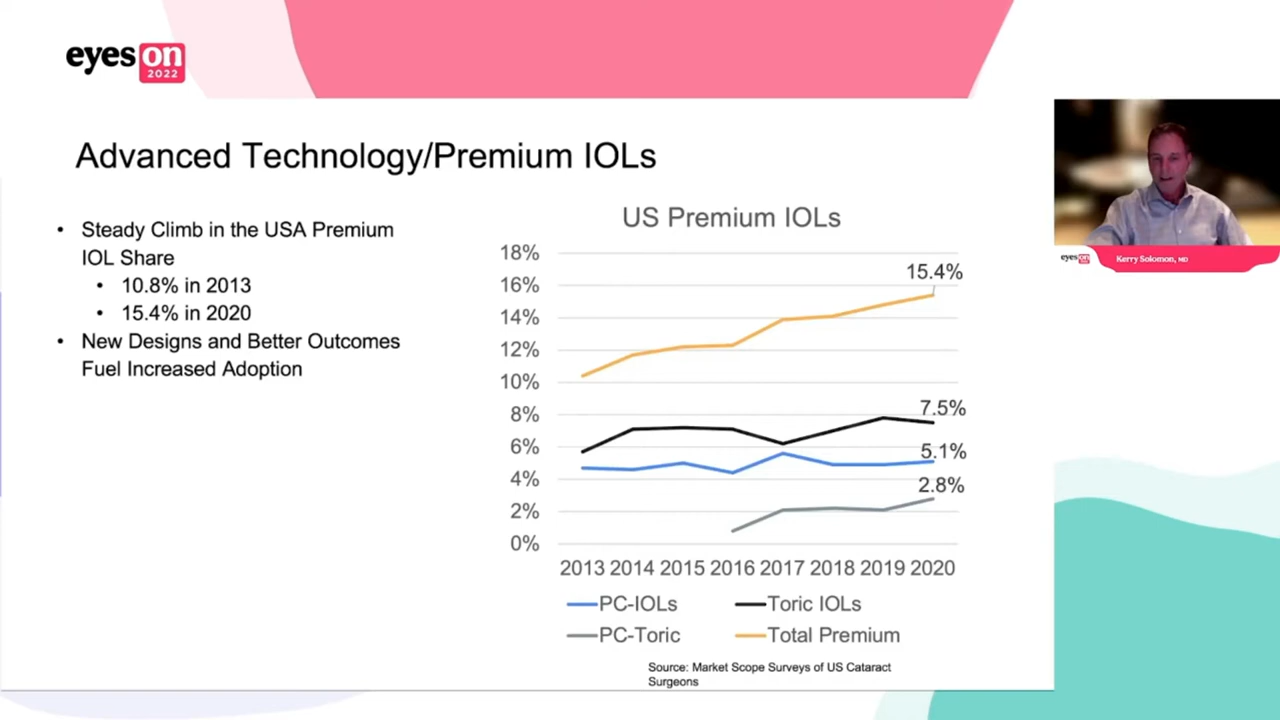 eyes on
2022
Advanced Technology/Premium IOLs
• Steady Climb in the USA Premium
IOL Share
• 10.8% in 2013
• 15.4% in 2020
• New Designs and Better Outcomes
Fuel Increased Adoption
US Premium IOLs
18%
16%
14%
12%
10%
8%
6%
4%
2%
0%
15.4%
7.5%
5.1%
2.8%
2013 2014 2015 2016 2017 2018 2019 2020
PC-IOLs
Toric IOLs
PC-Toric
Total Premium
Source: Market Scope Surveys of US Cataract
Surgeons
eyes on
Kerry Solomon, MD